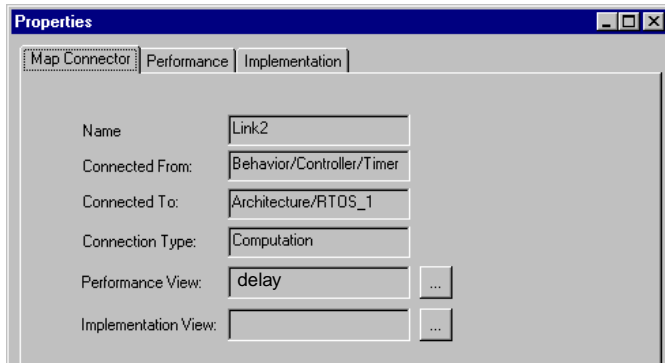 Properties
Map Connector Performance Implementation
Name Link2
Connected From: Behavior/Controller/Timer
Connected To: Architecture/RTOS_1
Connection Type: Computation
Performance View: delay ...
Implementation View: ...